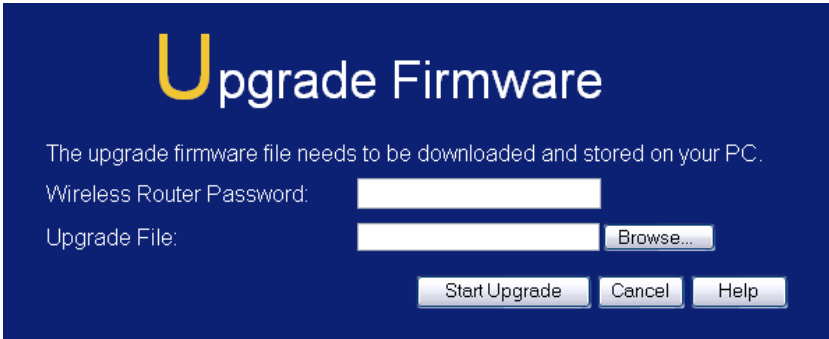 Upgrade Firmware
The upgrade firmware file needs to be downloaded and stored on your PC.
Wireless Router Password:
Upgrade File:
Browse...
Start Upgrade
Cancel
Help